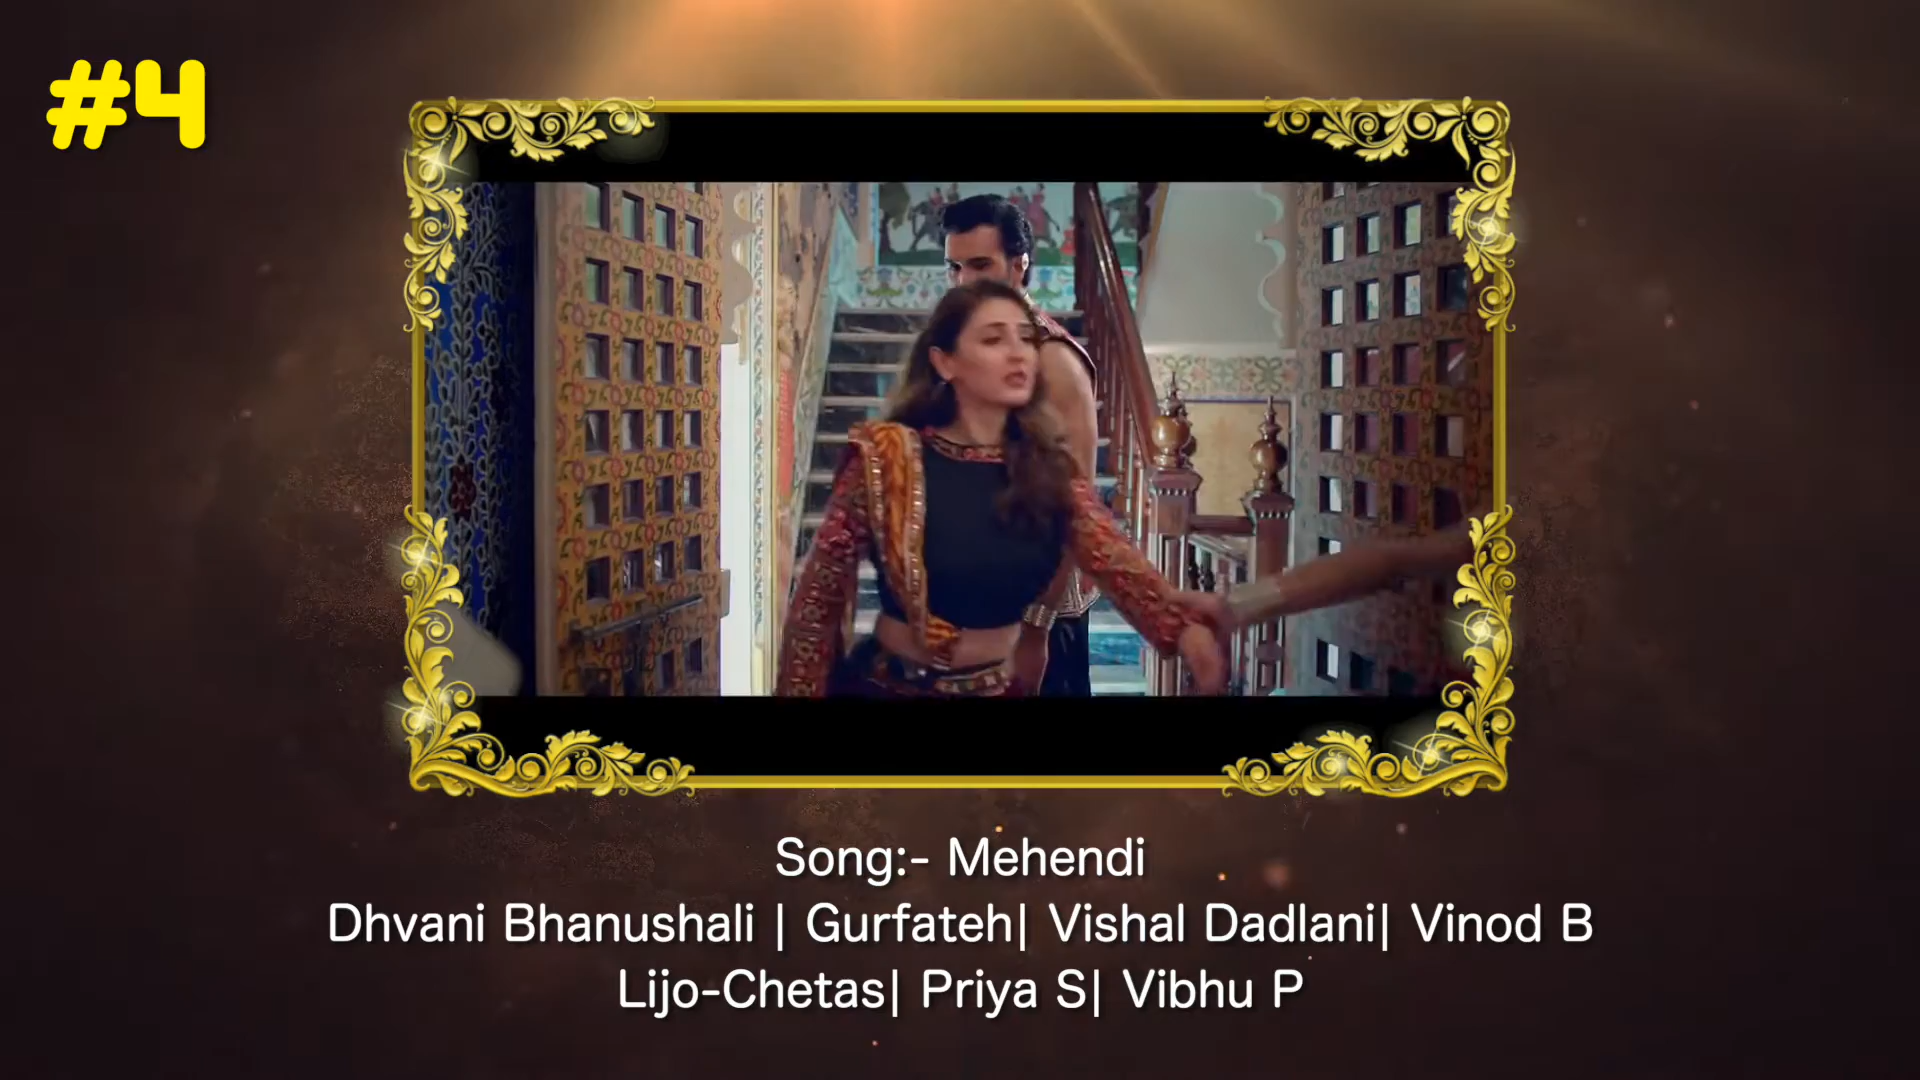 #4
Song:- Mehendi
Dhvani Bhanushali | Gurfateh| Vishal Dadlani| Vinod B
Lijo-Chetas| Priya S| Vibhu P